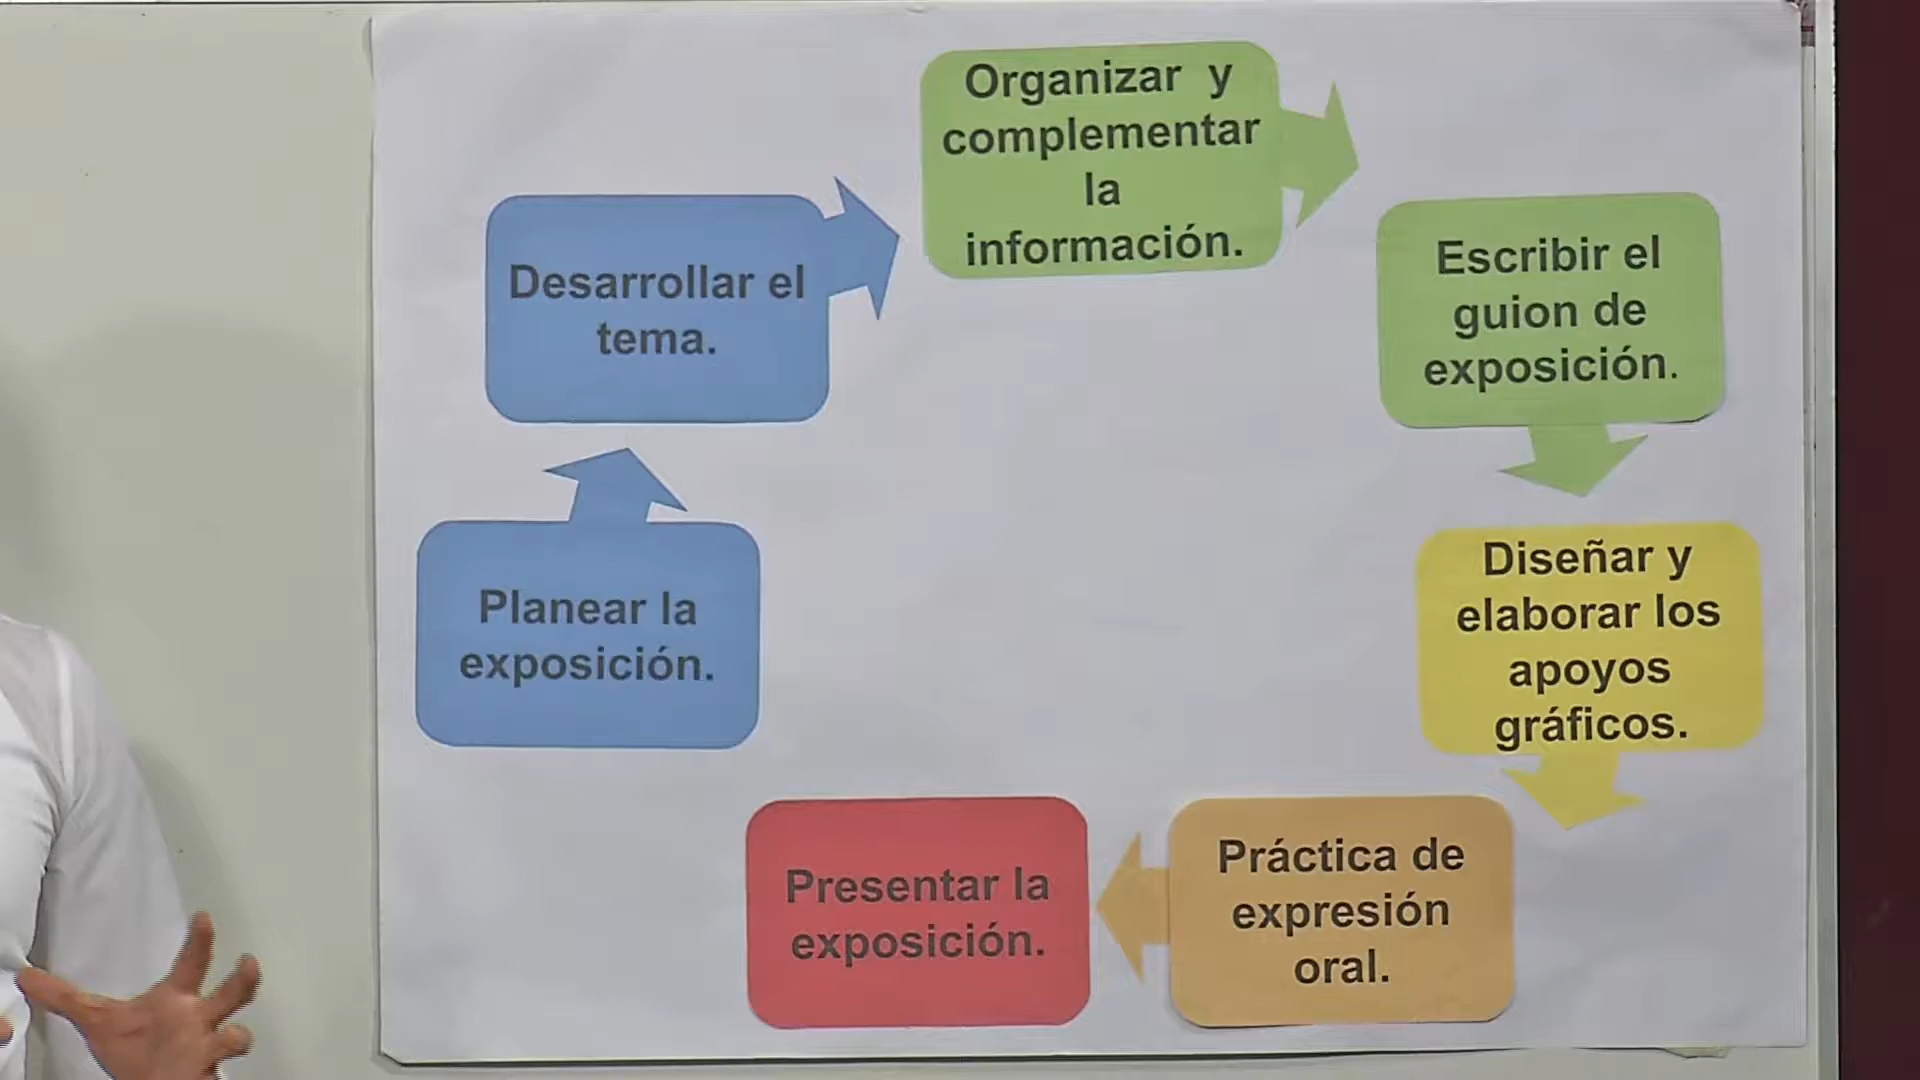 Planear la
exposición.
Desarrollar el
tema.
Organizar y
complementar
la
información.
Escribir el
guion de
exposición.
Diseñar y
elaborar los
apoyos
gráficos.
Práctica de
expresión
oral.
Presentar la
exposición.